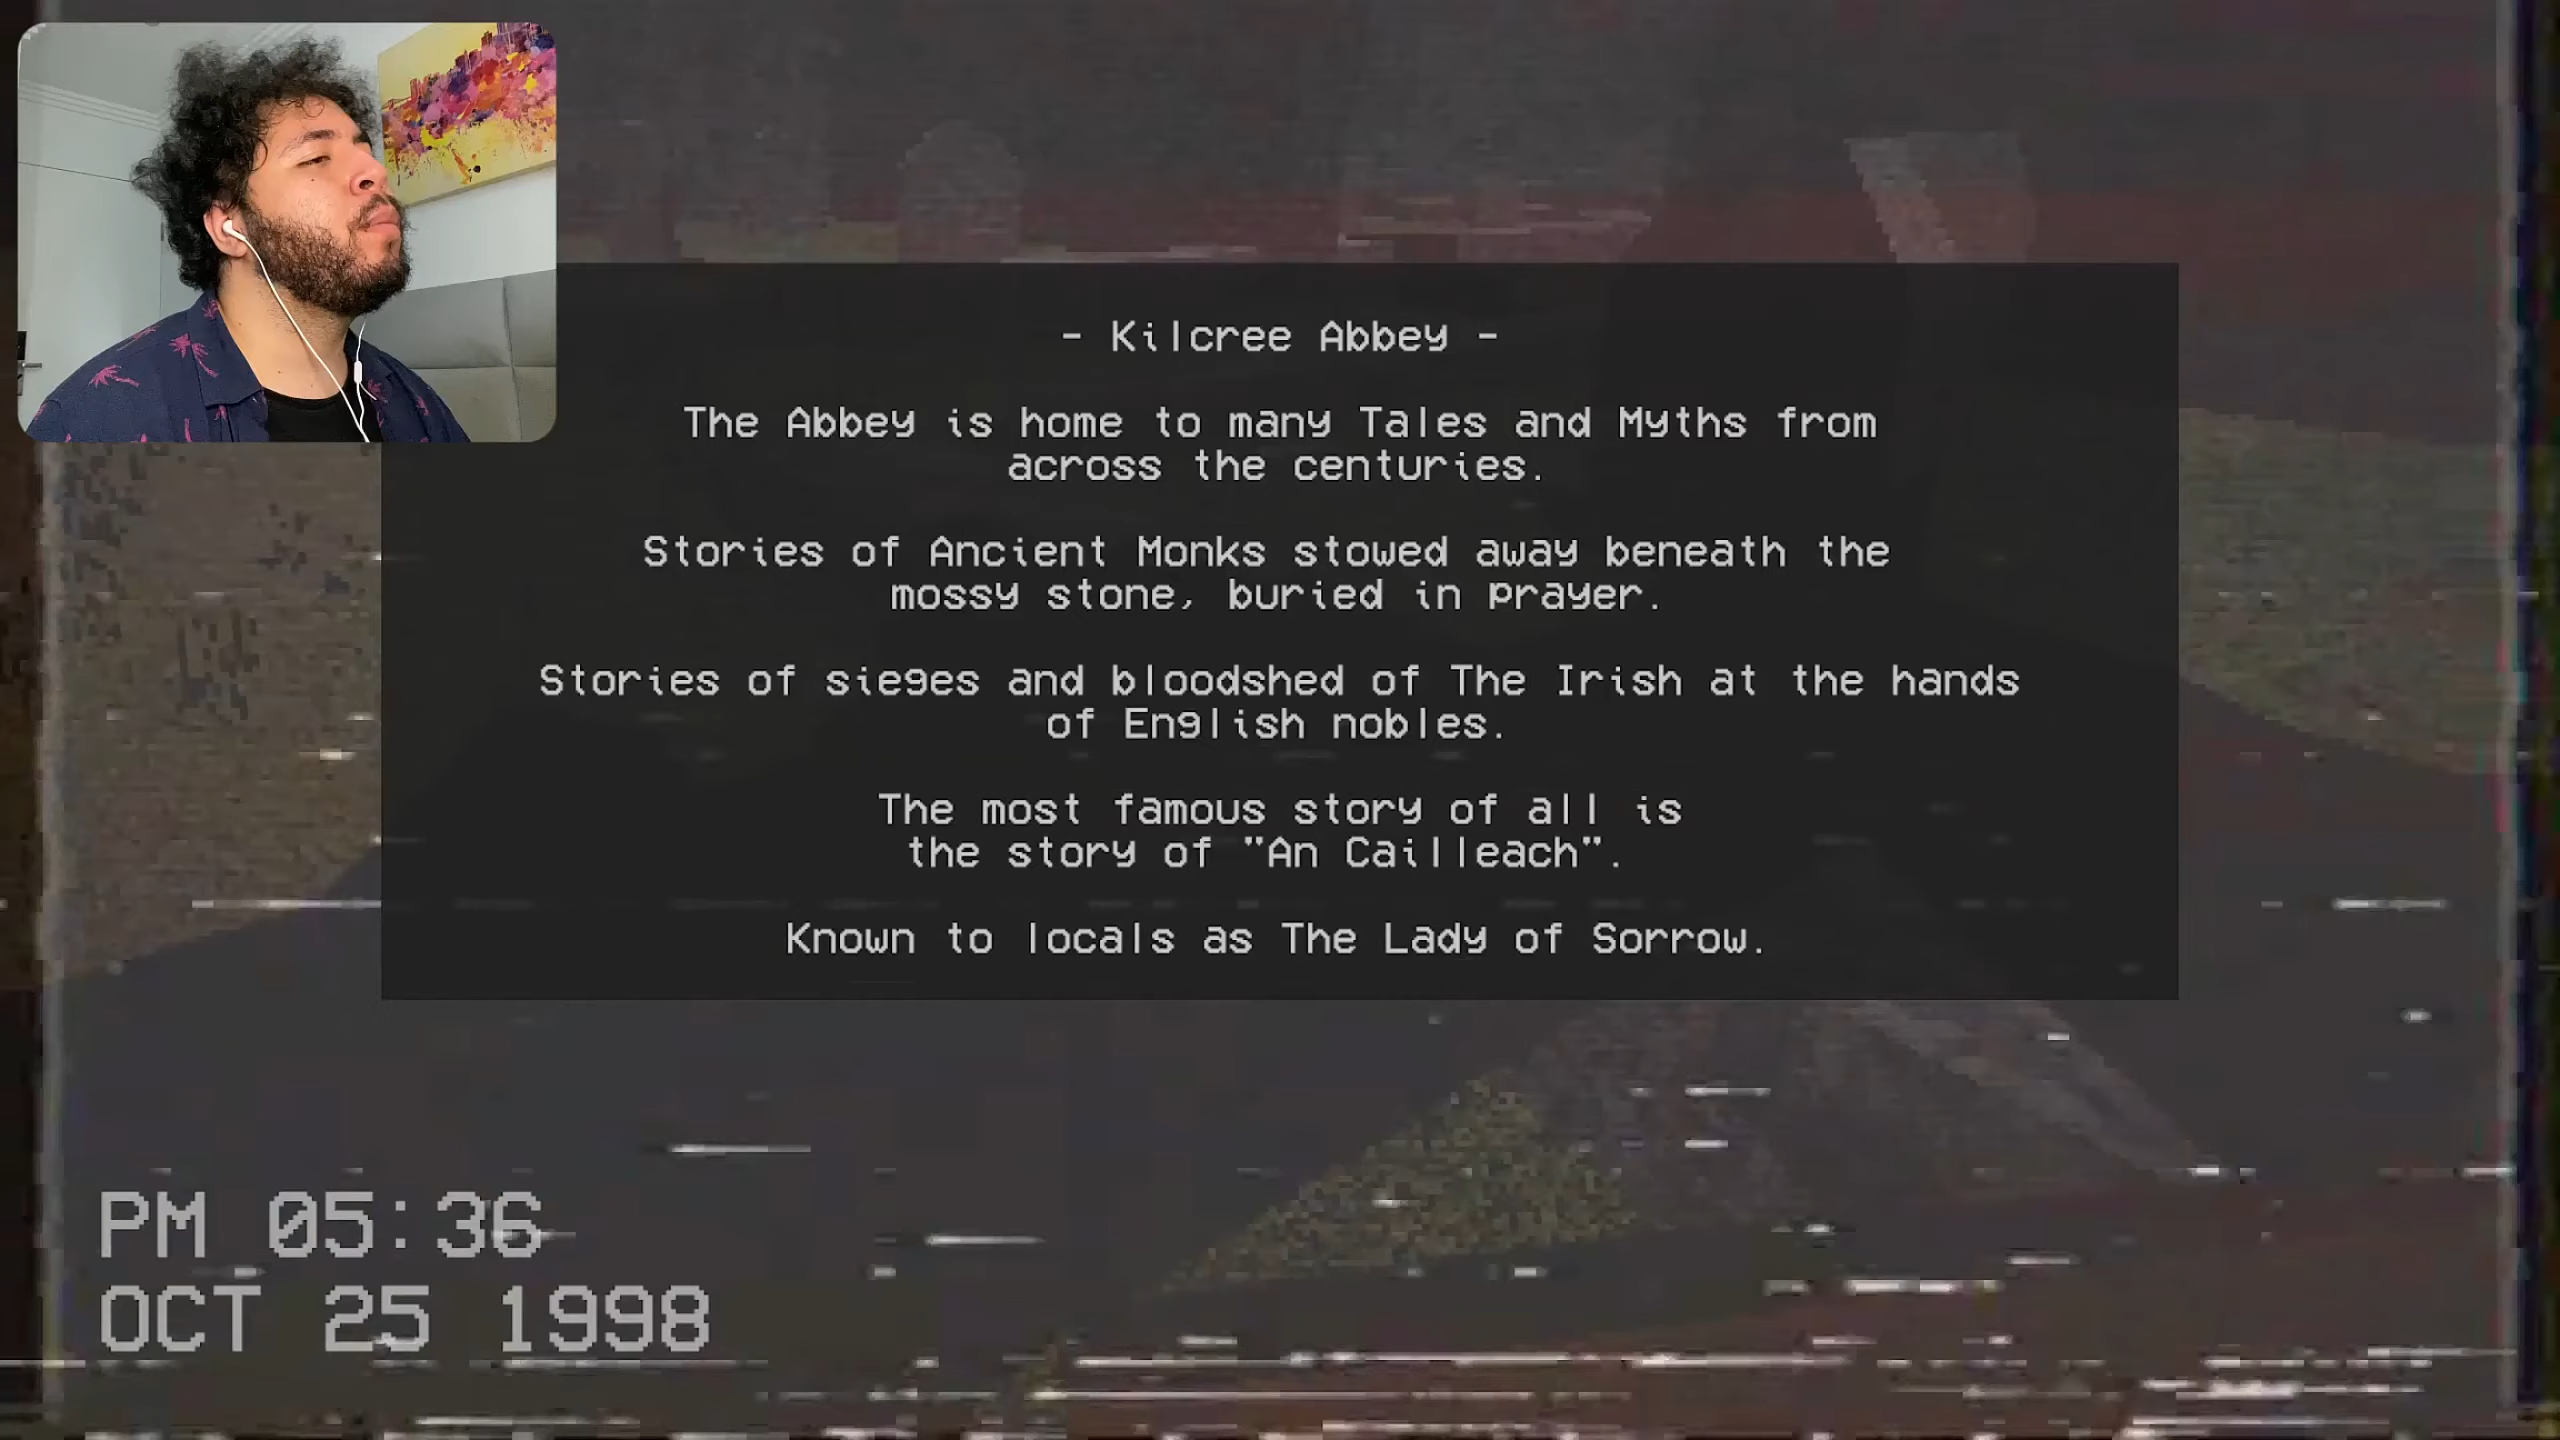 - Kilcree Abbey -
The Abbey is home to many Tales and Myths from
across the centuries.
Stories of Ancient Monks stowed away beneath the
mossy stone, buried in prayer.
Stories of sieges and bloodshed of The Irish at the hands
of English nobles.
The most famous story of all is
the story of "An Cailleach".
Known to locals as The Lady of Sorrow.
PM 05:36
OCT 25 1998